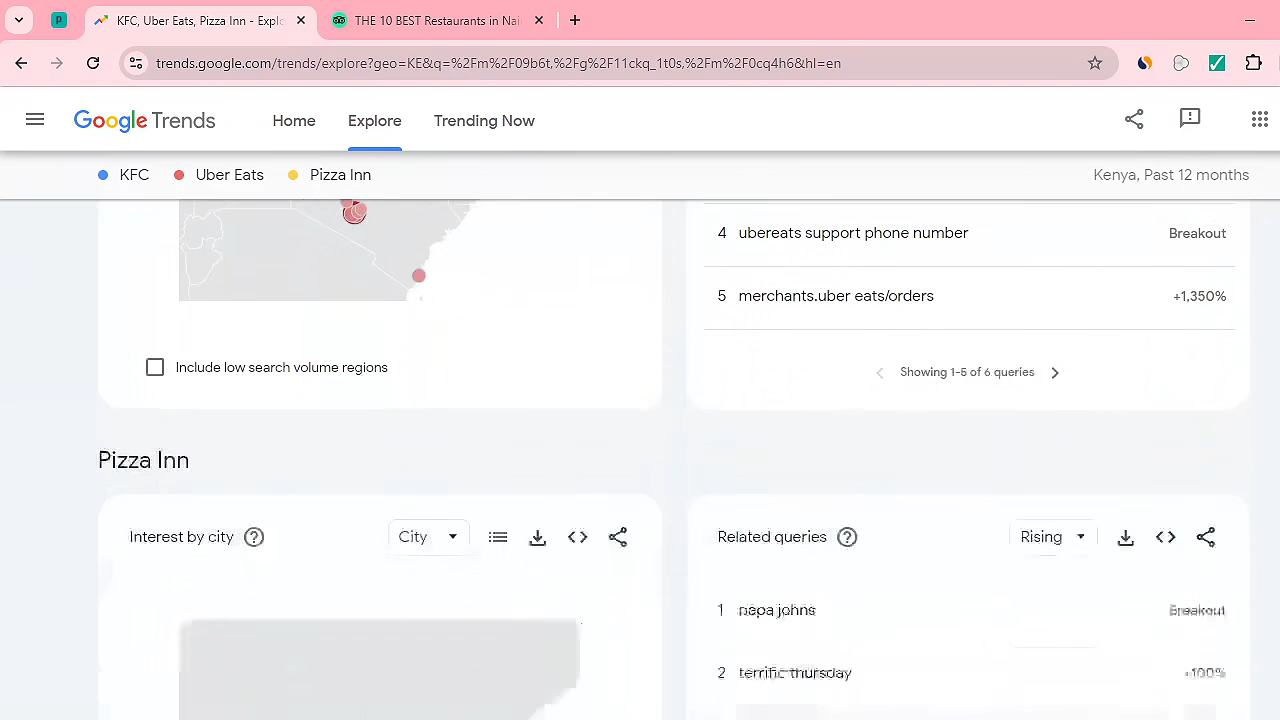 KFC, Uber Eats, Pizza Inn - Explo
THE 10 BEST Restaurants in Nai
trends.google.com/trends/explore?geo=KE&q=%2Fm%2F09b6t,%2Fg%2F11ckq_1t0s,%2Fm%2F0cq4h6&hl=en
Google Trends
Home
Explore
Trending Now
KFC
Uber Eats
Pizza Inn
Kenya, Past 12 months
4 ubereats support phone number Breakout
5 merchants.uber eats/orders +1,350%
Include low search volume regions
Showing 1-5 of 6 queries
Pizza Inn
Interest by city
City
Related queries
Rising
1 papa johns Breakout
2 terrific thursday +100%